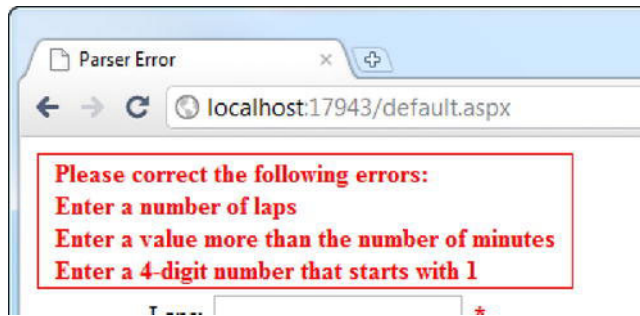 Parser Error
localhost:17943/default.aspx
Please correct the following errors:
Enter a number of laps
Enter a value more than the number of minutes
Enter a 4-digit number that starts with 1
*